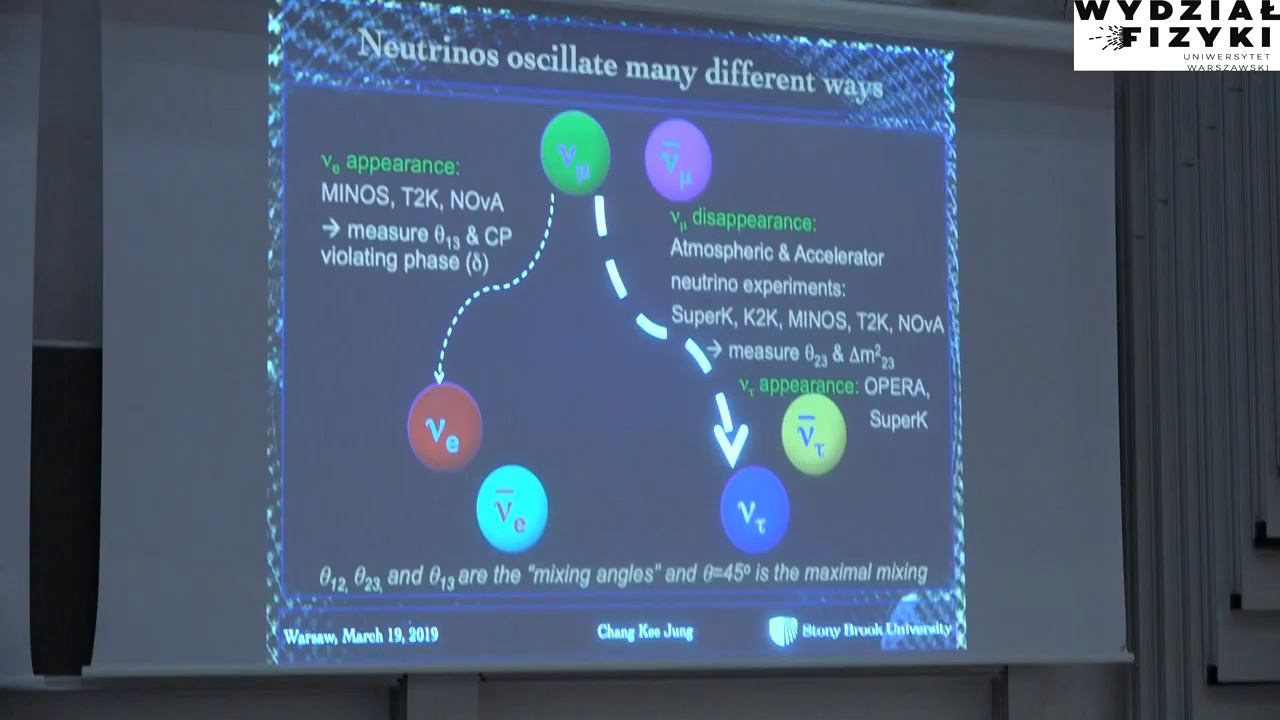 WYDZIAŁ
FIZYKI
UNIWERSYTET
WARSZAWSKI
Neutrinos oscillate many different ways
νμ
ν̅μ
νe appearance:
MINOS, T2K, NOvA
→ measure θ13 & CP
violating phase (δ)
νμ disappearance:
Atmospheric & Accelerator
neutrino experiments:
SuperK, K2K, MINOS, T2K, NOvA
→ measure θ23 & Δm²23
ντ appearance: OPERA,
SuperK
νe
ν̅τ
ν̅e
ντ
θ12, θ23, and θ13 are the “mixing angles” and θ=45º is the maximal mixing
Warsaw, March 19, 2019
Chang Kee Jung
Stony Brook University